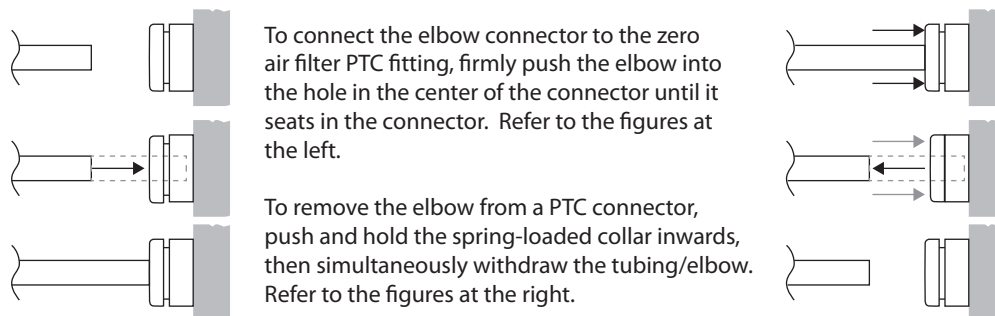 To connect the elbow connector to the zero
air filter PTC fitting, firmly push the elbow into
the hole in the center of the connector until it
seats in the connector.  Refer to the figures at
the left.
To remove the elbow from a PTC connector,
push and hold the spring-loaded collar inwards,
then simultaneously withdraw the tubing/elbow.
Refer to the figures at the right.